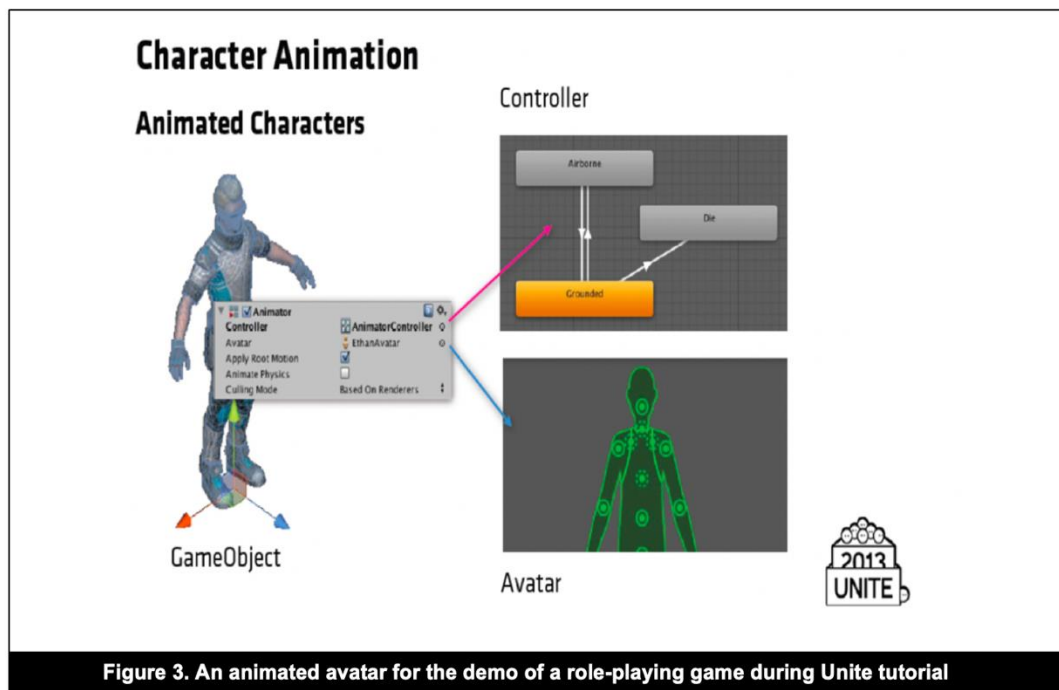 Character Animation
Animated Characters
Controller
Airborne
Die
Grounded
Animator
Controller AnimatorController
Avatar EthanAvatar
Apply Root Motion
Animate Physics
Culling Mode Based On Renderers
GameObject
Avatar
2013
UNITE
Figure 3. An animated avatar for the demo of a role-playing game during Unite tutorial